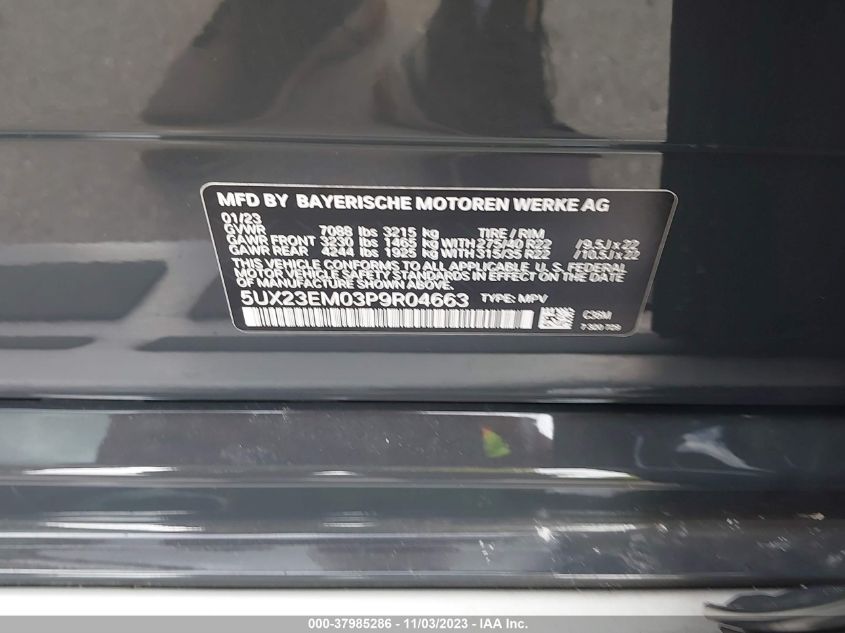 MFD BY BAYERISCHE MOTOREN WERKE AG
01/23
GVWR 7088 lbs 3215 kg TIRE / RIM
GAWR FRONT 3230 lbs 1465 kg WITH 275/40 R22 /9.5J x 22
GAWR REAR 4244 lbs 1925 kg WITH 315/35 R22 /10.5J x 22
THIS VEHICLE CONFORMS TO ALL APPLICABLE U. S. FEDERAL
MOTOR VEHICLE SAFETY STANDARDS IN EFFECT ON THE DATE
OF MANUFACTURE SHOWN ABOVE.
5UX23EM03P9R04663 TYPE: MPV
C36M
7 320 709
000-37985286 - 11/03/2023 - IAA Inc.